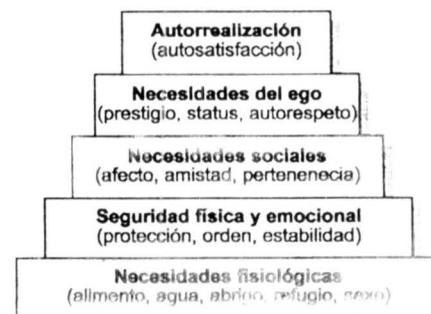 Autorrealización
(autosatisfacción)
Necesidades del ego
(prestigio, status, autorespeto)
Necesidades sociales
(afecto, amistad, pertenenecia)
Seguridad física y emocional
(protección, orden, estabilidad)
Necesidades fisiológicas
(alimento, agua, abrigo, refugio, sexo)